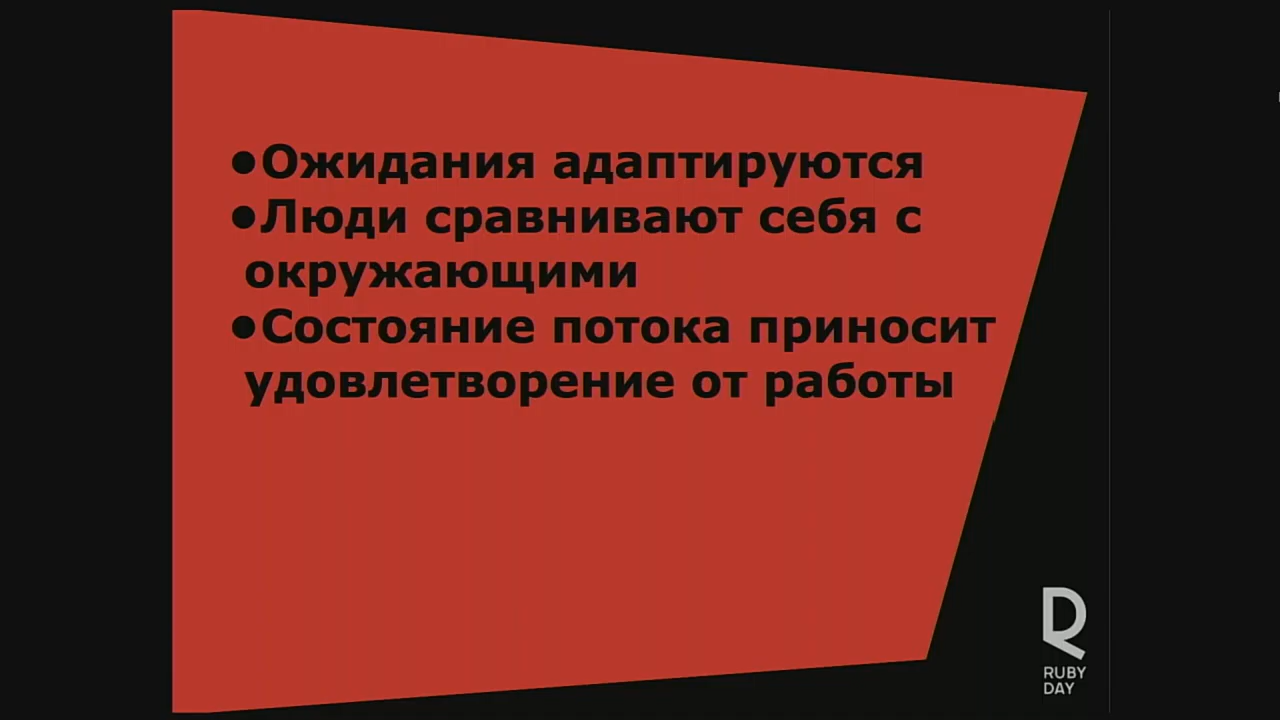 ●Ожидания адаптируются
●Люди сравнивают себя с
окружающими
●Состояние потока приносит
удовлетворение от работы
RUBY
DAY